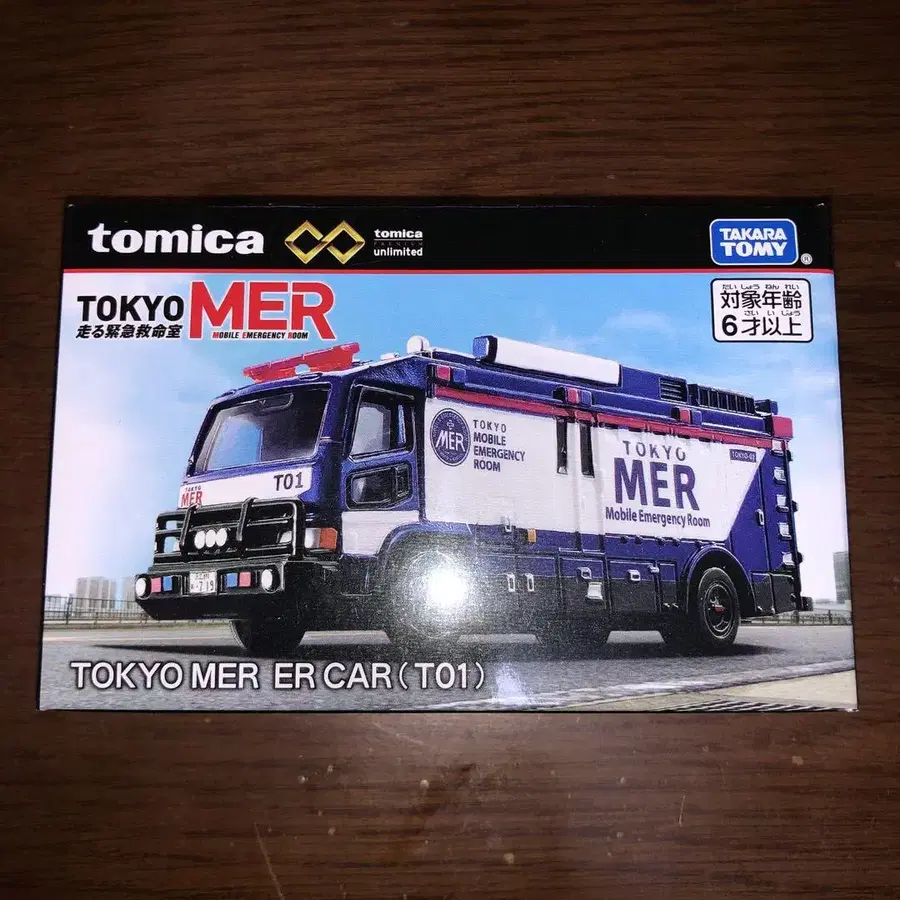 tomica
tomica
PREMIUM
unlimited
TAKARA
TOMY
®
TOKYO MER
走る緊急救命室
MOBILE EMERGENCY ROOM
たいしょうねんれい
対象年齢
さいいじょう
6才以上
MER
TOKYO
MOBILE
EMERGENCY
ROOM
TOKYO
MER
Mobile Emergency Room
TOKYO-01
TOKYO
MER
T01
・719
TOKYO MER ER CAR(T01)